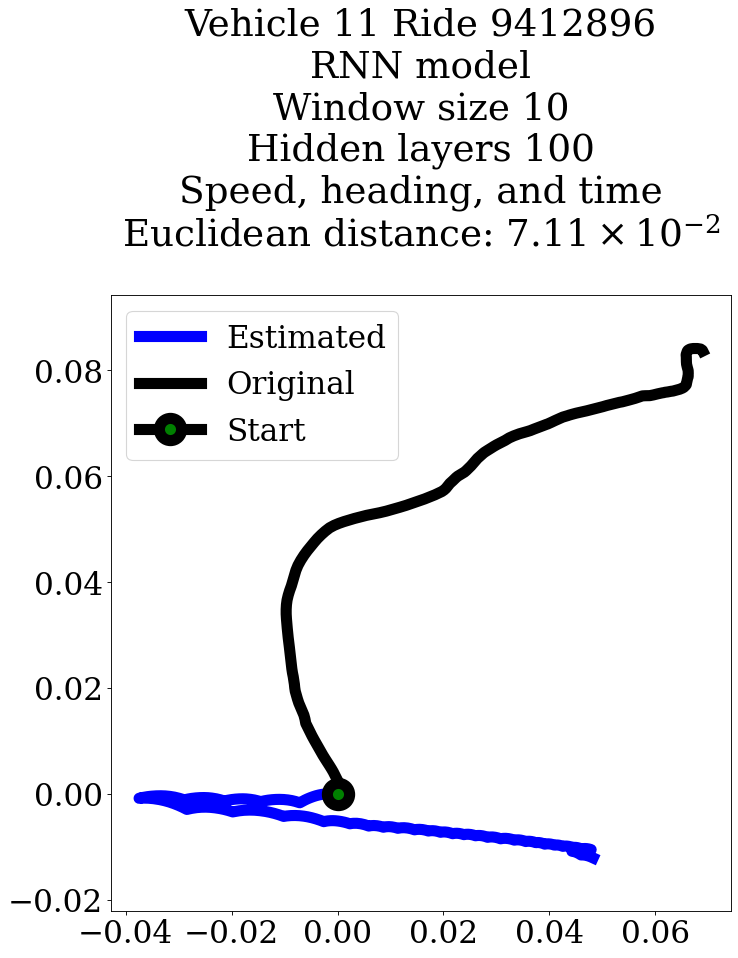 Vehicle 11 Ride 9412896
RNN model
Window size 10
Hidden layers 100
Speed, heading, and time
Euclidean distance: 7.11 × 10⁻²
Estimated
Original
Start
0.08
0.06
0.04
0.02
0.00
−0.02
−0.04 −0.02 0.00 0.02 0.04 0.06